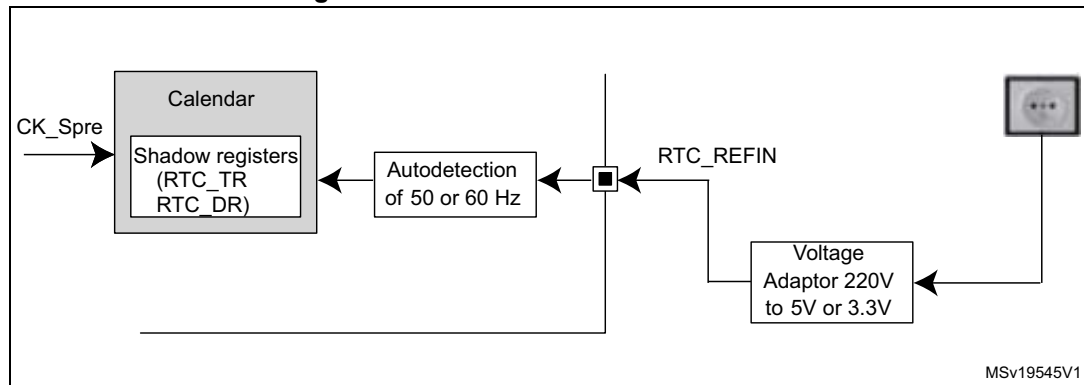 Calendar
CK_Spre
Shadow registers
(RTC_TR
RTC_DR)
Autodetection
of 50 or 60 Hz
RTC_REFIN
Voltage
Adaptor 220V
to 5V or 3.3V
MSv19545V1